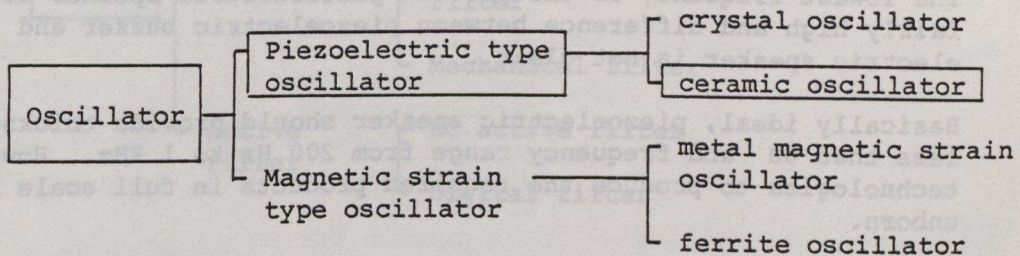 crystal oscillator
Piezoelectric type
oscillator
ceramic oscillator
Oscillator
metal magnetic strain
oscillator
Magnetic strain
type oscillator
ferrite oscillator